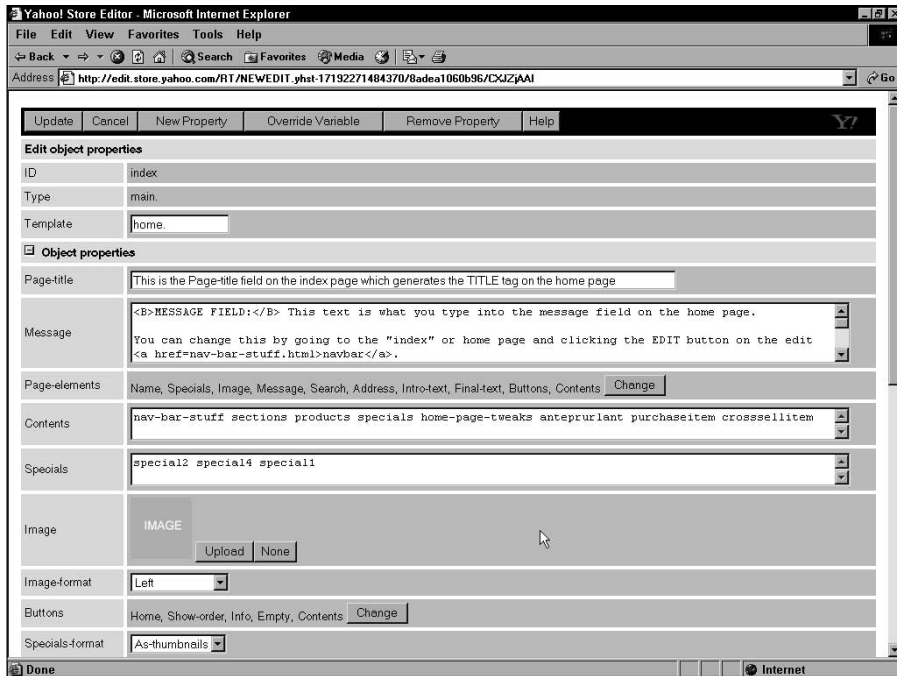 Yahoo! Store Editor - Microsoft Internet Explorer
File Edit View Favorites Tools Help
Back Search Favorites Media
Address http://edit.store.yahoo.com/RT/NEWEDIT.yhst-17192271484370/8adea1060b96/CXJZjAAI Go
Update Cancel New Property Override Variable Remove Property Help Y!
Edit object properties
ID index
Type main.
Template home.
Object properties
Page-title This is the Page-title field on the index page which generates the TITLE tag on the home page
Message <B>MESSAGE FIELD:</B> This text is what you type into the message field on the home page.
You can change this by going to the "index" or home page and clicking the EDIT button on the edit
<a href=nav-bar-stuff.html>navbar</a>.
Page-elements Name, Specials, Image, Message, Search, Address, Intro-text, Final-text, Buttons, Contents Change
Contents nav-bar-stuff sections products specials home-page-tweaks anteprurlant purchaseitem crosssellitem
Specials special2 special4 special1
Image IMAGE Upload None
Image-format Left
Buttons Home, Show-order, Info, Empty, Contents Change
Specials-format As-thumbnails
Done Internet